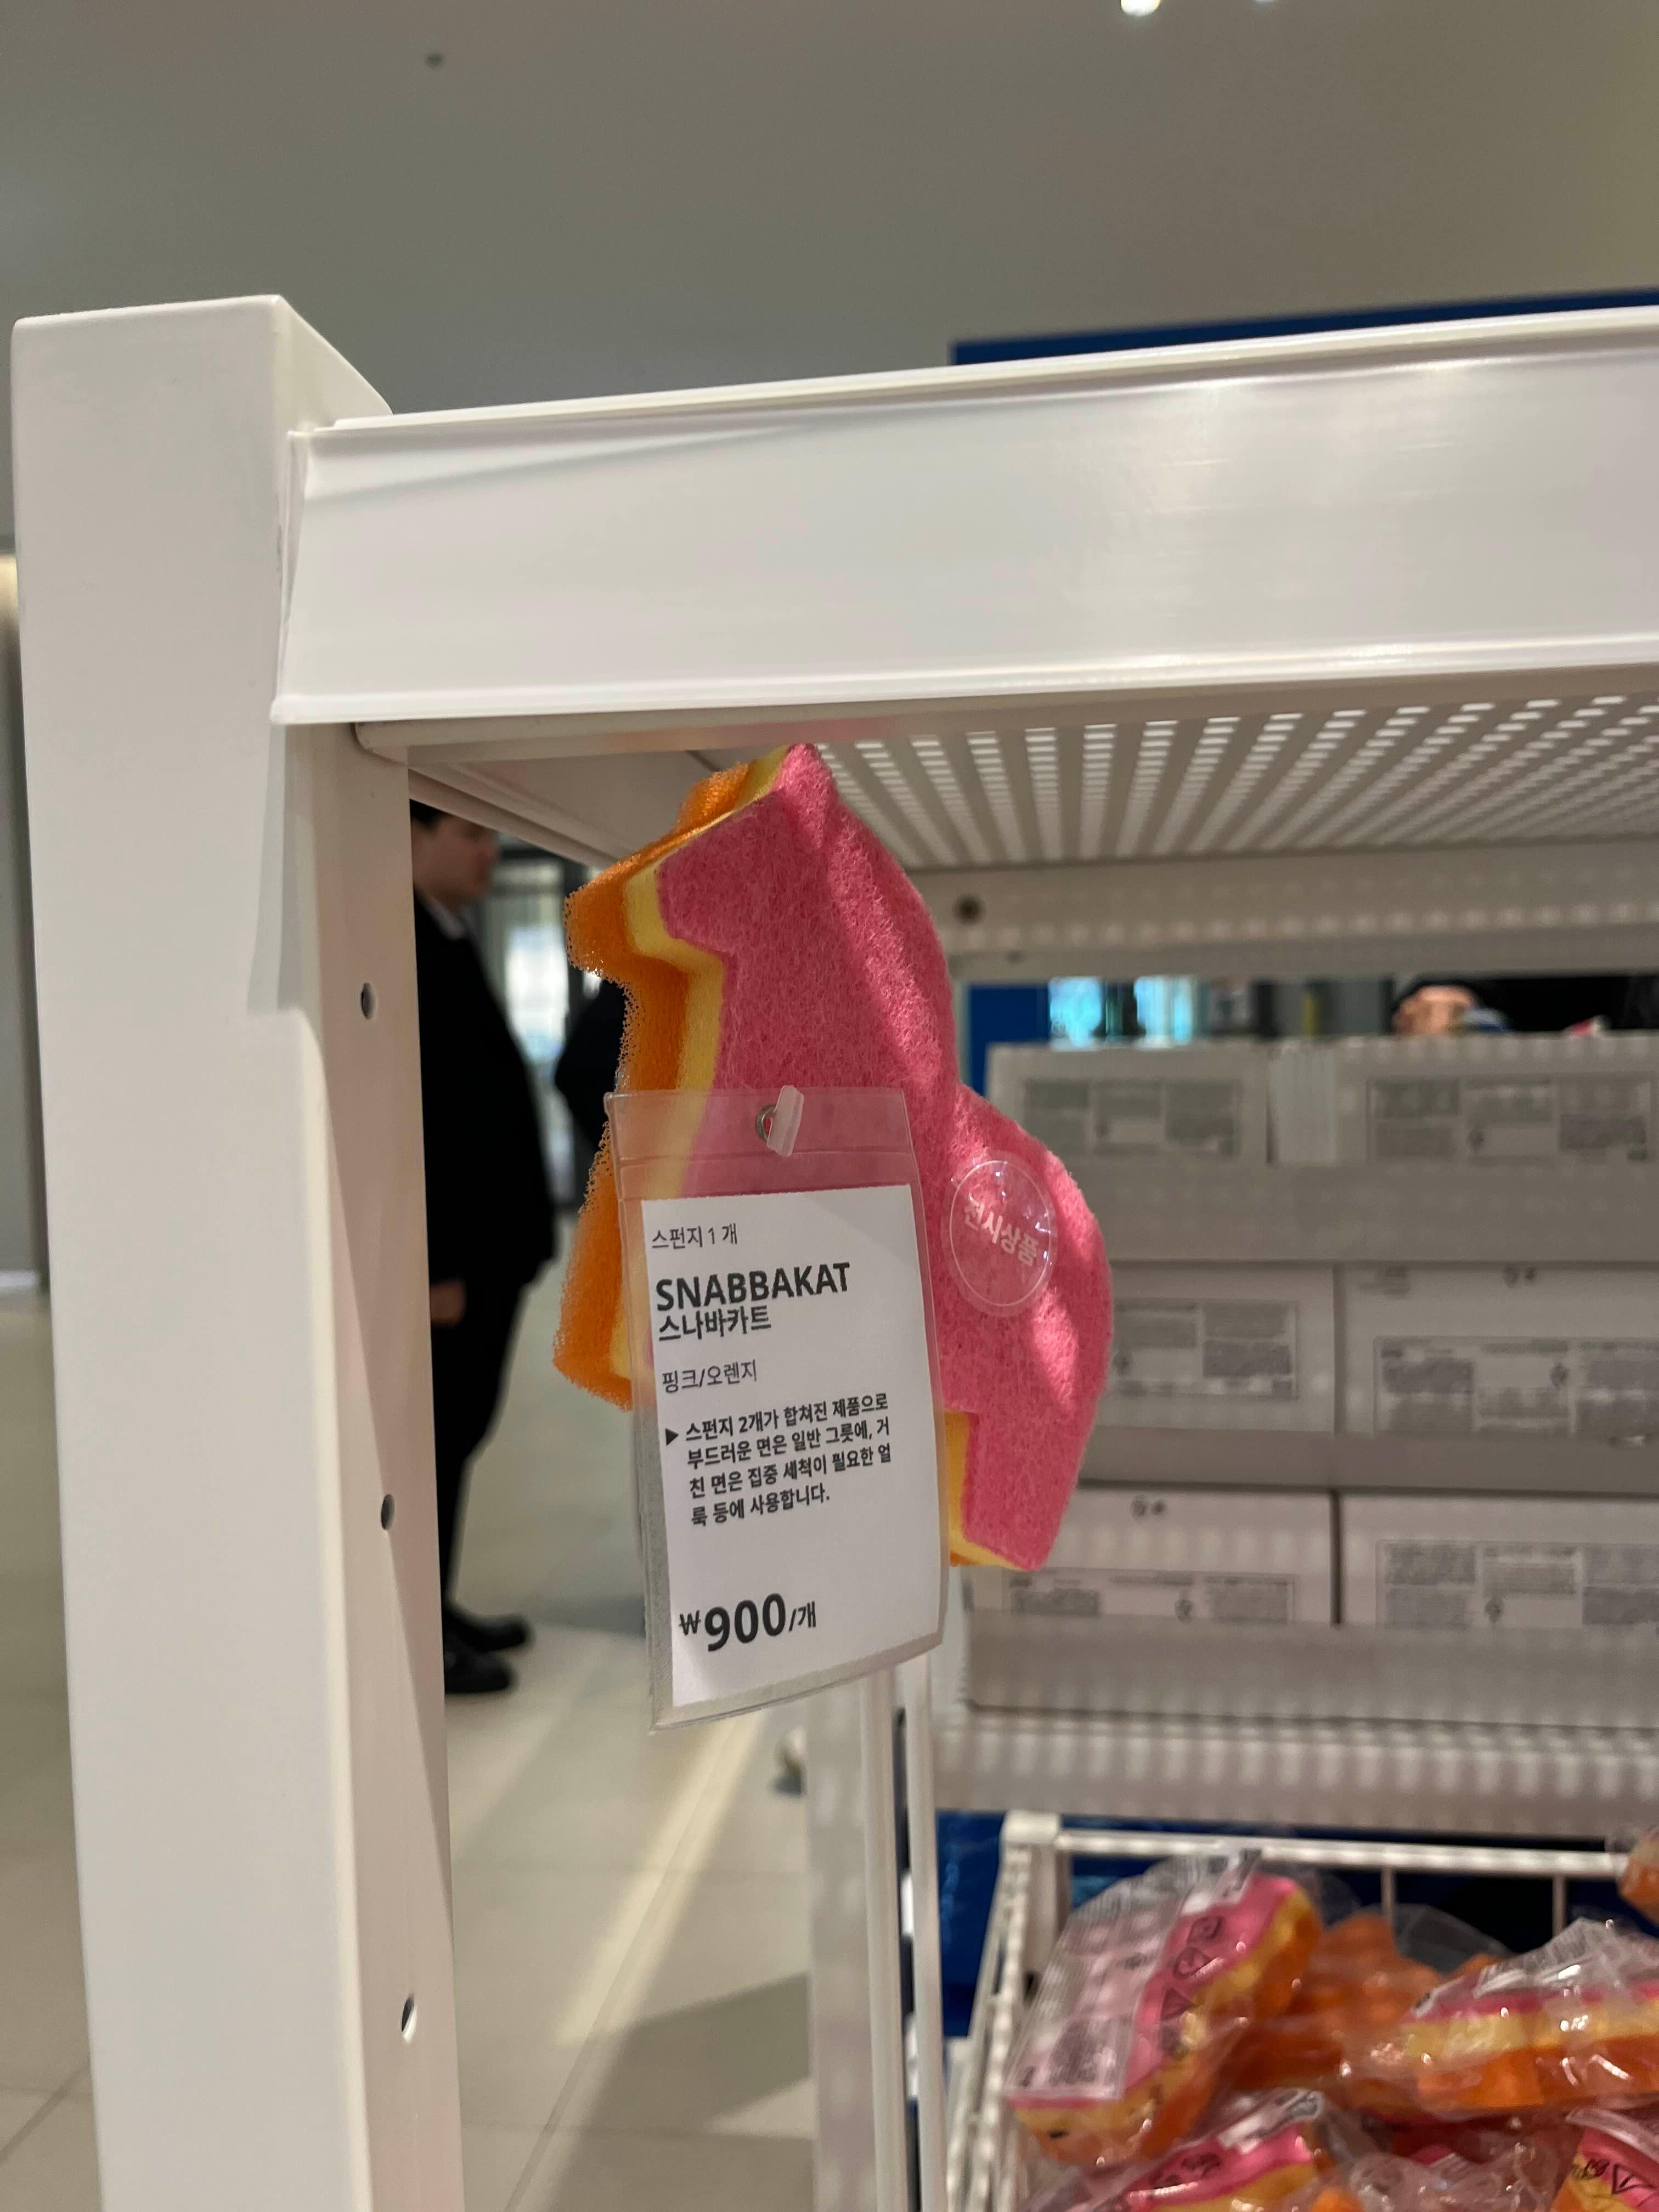 스펀지 1 개
SNABBAKAT
스나바카트
핑크/오렌지
▶ 스펀지 2개가 합쳐진 제품으로
부드러운 면은 일반 그릇에, 거
친 면은 집중 세척이 필요한 얼
룩 등에 사용합니다.
₩900/개
전시상품